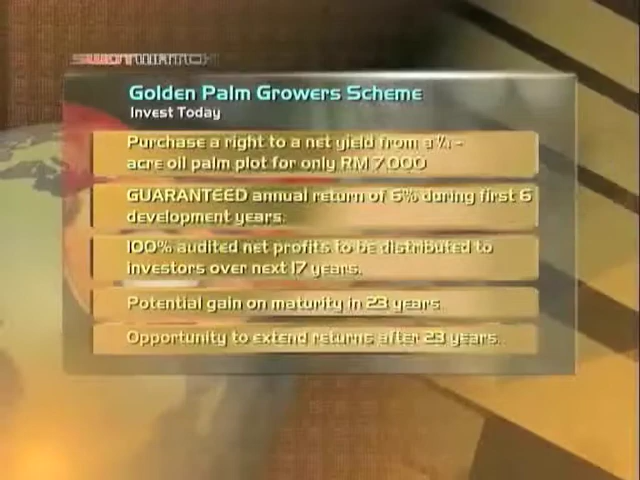 SWOTWATCH
Golden Palm Growers Scheme
Invest Today
Purchase a right to a net yield from a ¼ -
acre oil palm plot for only RM 7,000
GUARANTEED annual return of 6% during first 6
development years.
100% audited net profits to be distributed to
investors over next 17 years.
Potential gain on maturity in 23 years
Opportunity to extend returns after 23 years.